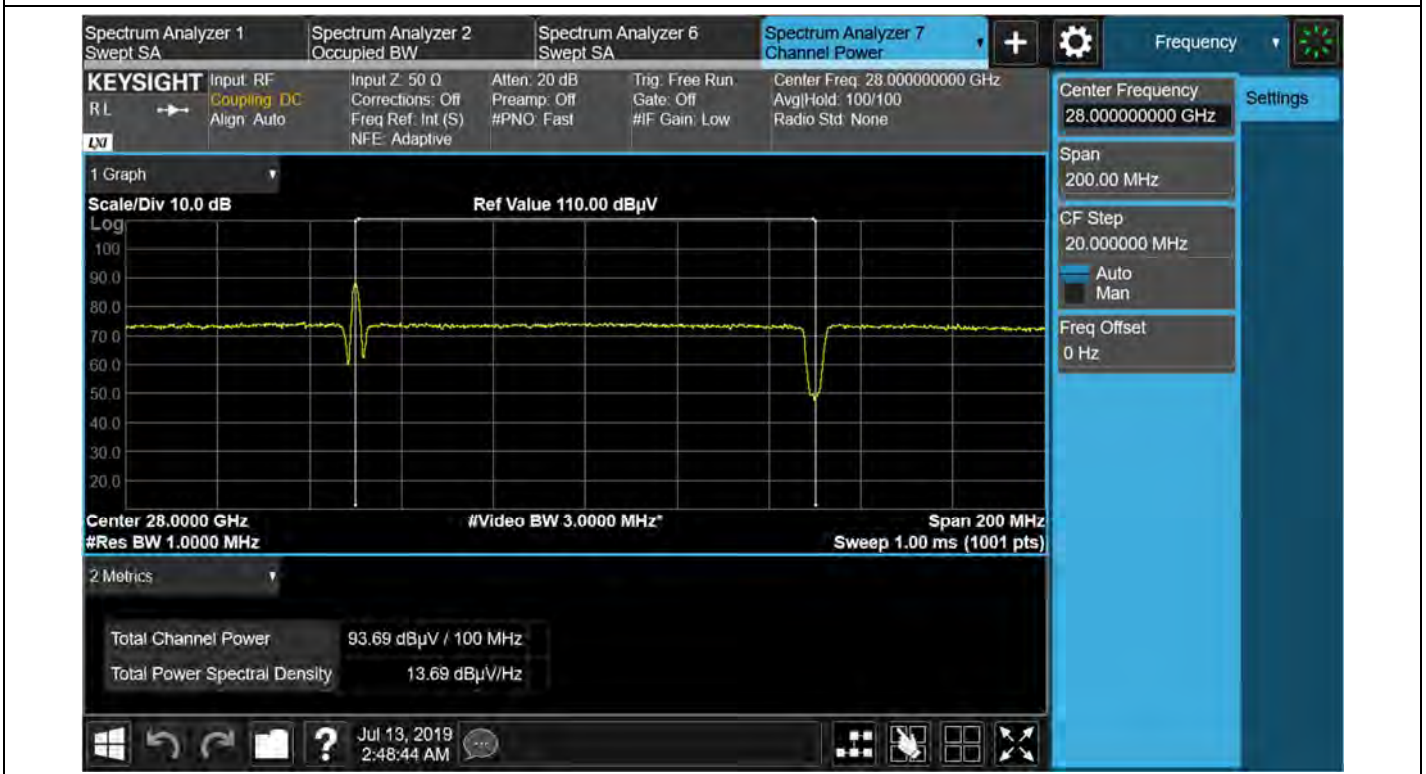 Spectrum Analyzer 1
Swept SA
Spectrum Analyzer 2
Occupied BW
Spectrum Analyzer 6
Swept SA
Spectrum Analyzer 7
Channel Power
+
Frequency
KEYSIGHT
RL
LXI
Input: RF
Coupling: DC
Align: Auto
Input Z: 50 Ω
Corrections: Off
Freq Ref: Int (S)
NFE: Adaptive
Atten: 20 dB
Preamp: Off
#PNO: Fast
Trig: Free Run
Gate: Off
#IF Gain: Low
Center Freq: 28.000000000 GHz
Avg|Hold: 100/100
Radio Std: None
Center Frequency
28.000000000 GHz
Settings
Span
200.00 MHz
CF Step
20.000000 MHz
Auto
Man
Freq Offset
0 Hz
1 Graph
Scale/Div 10.0 dB
Ref Value 110.00 dBµV
Log
100
90.0
80.0
70.0
60.0
50.0
40.0
30.0
20.0
Center 28.0000 GHz
#Video BW 3.0000 MHz*
Span 200 MHz
#Res BW 1.0000 MHz
Sweep 1.00 ms (1001 pts)
2 Metrics
Total Channel Power 93.69 dBµV / 100 MHz
Total Power Spectral Density 13.69 dBµV/Hz
?
Jul 13, 2019
2:48:44 AM